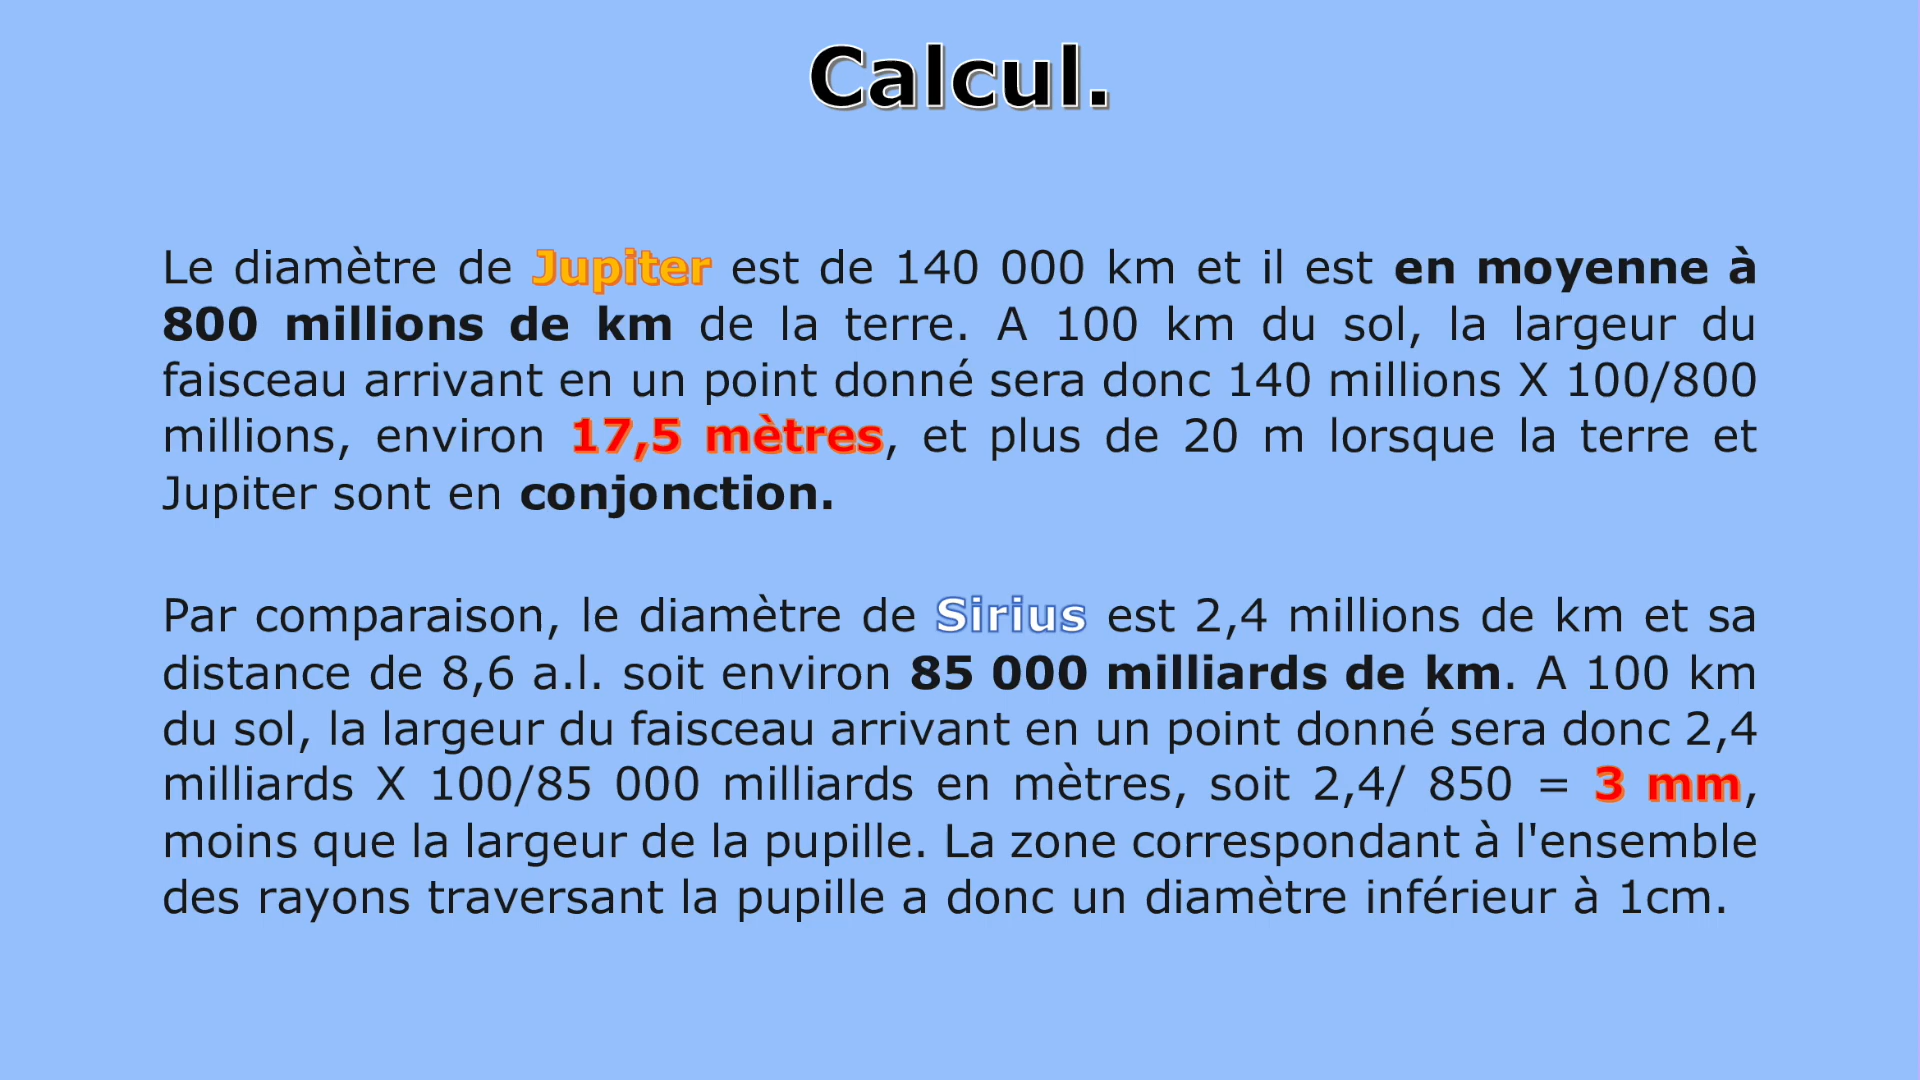 Calcul.
Le diamètre de Jupiter est de 140 000 km et il est en moyenne à
800 millions de km de la terre. A 100 km du sol, la largeur du
faisceau arrivant en un point donné sera donc 140 millions X 100/800
millions, environ 17,5 mètres, et plus de 20 m lorsque la terre et
Jupiter sont en conjonction.
Par comparaison, le diamètre de Sirius est 2,4 millions de km et sa
distance de 8,6 a.l. soit environ 85 000 milliards de km. A 100 km
du sol, la largeur du faisceau arrivant en un point donné sera donc 2,4
milliards X 100/85 000 milliards en mètres, soit 2,4/ 850 = 3 mm,
moins que la largeur de la pupille. La zone correspondant à l'ensemble
des rayons traversant la pupille a donc un diamètre inférieur à 1cm.